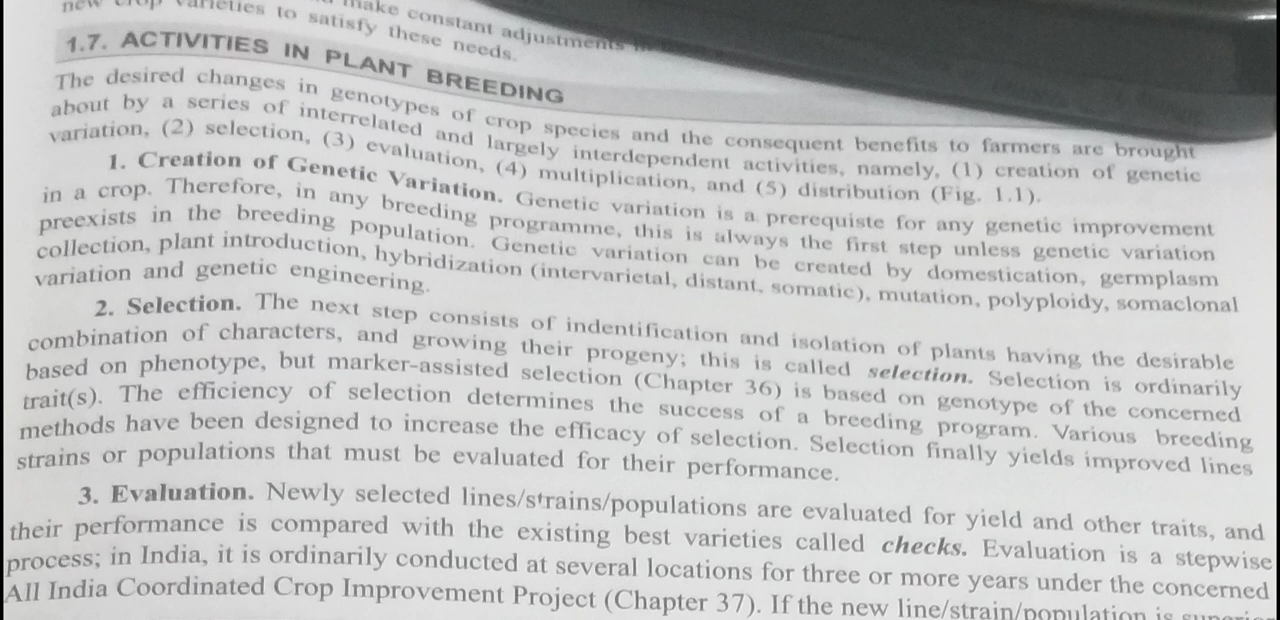 new crop varieties to satisfy these needs.
make constant adjustments
1.7. ACTIVITIES IN PLANT BREEDING
The desired changes in genotypes of crop species and the consequent benefits to farmers are brought
about by a series of interrelated and largely interdependent activities, namely, (1) creation of genetic
variation, (2) selection, (3) evaluation, (4) multiplication, and (5) distribution (Fig. 1.1).
1. Creation of Genetic Variation. Genetic variation is a prerequiste for any genetic improvement
in a crop. Therefore, in any breeding programme, this is always the first step unless genetic variation
preexists in the breeding population. Genetic variation can be created by domestication, germplasm
collection, plant introduction, hybridization (intervarietal, distant, somatic), mutation, polyploidy, somaclonal
variation and genetic engineering.
2. Selection. The next step consists of indentification and isolation of plants having the desirable
combination of characters, and growing their progeny; this is called selection. Selection is ordinarily
based on phenotype, but marker-assisted selection (Chapter 36) is based on genotype of the concerned
trait(s). The efficiency of selection determines the success of a breeding program. Various breeding
methods have been designed to increase the efficacy of selection. Selection finally yields improved lines
strains or populations that must be evaluated for their performance.
3. Evaluation. Newly selected lines/strains/populations are evaluated for yield and other traits, and
their performance is compared with the existing best varieties called checks. Evaluation is a stepwise
process; in India, it is ordinarily conducted at several locations for three or more years under the concerned
All India Coordinated Crop Improvement Project (Chapter 37). If the new line/strain/population is